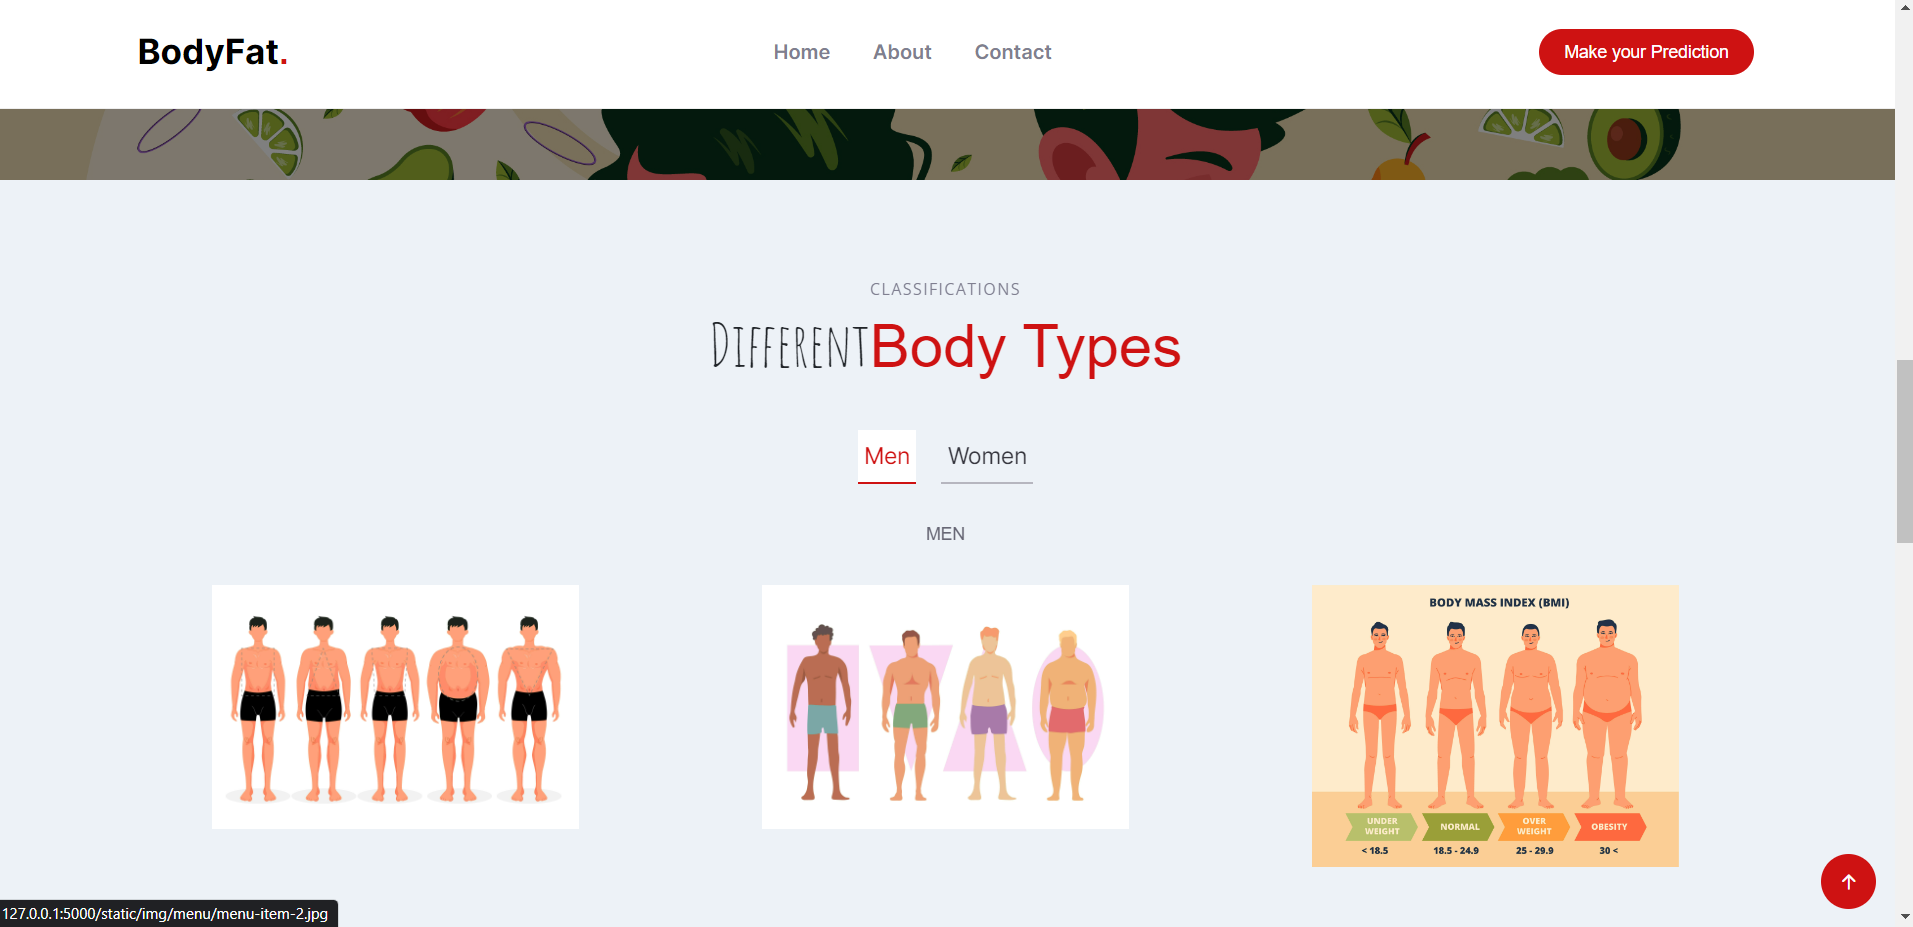 BodyFat.
Home About Contact
Make your Prediction
CLASSIFICATIONS
DifferentBody Types
Men Women
MEN
BODY MASS INDEX (BMI)
UNDER WEIGHT
NORMAL
OVER WEIGHT
OBESITY
< 18.5
18.5 - 24.9
25 - 29.9
30 <
127.0.0.1:5000/static/img/menu/menu-item-2.jpg